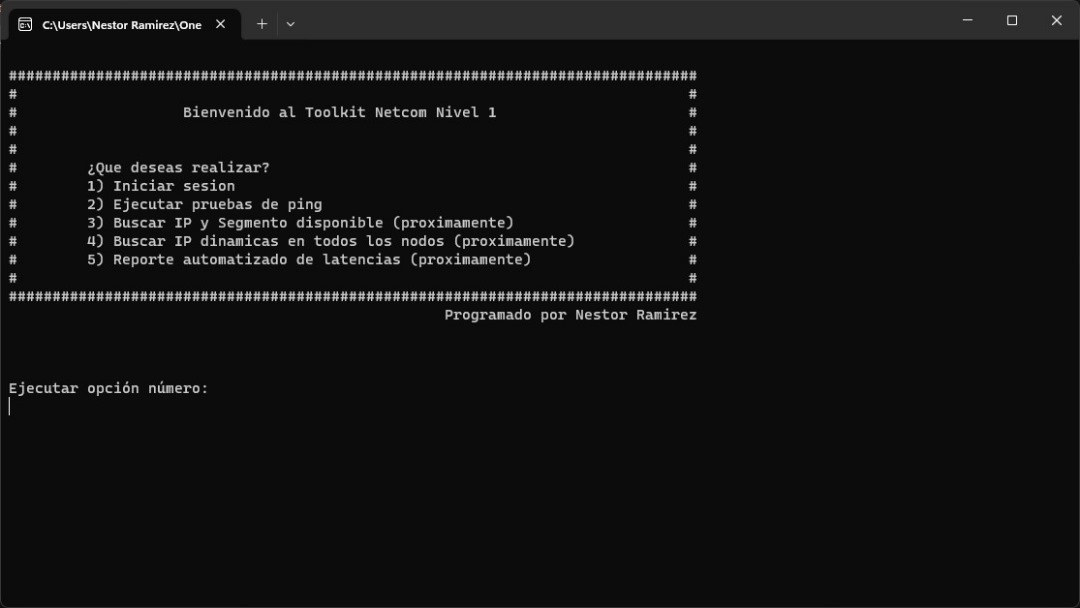 C:\Users\Nestor Ramirez\One
###############################################################################
#                                                                             #
#                   Bienvenido al Toolkit Netcom Nivel 1                      #
#                                                                             #
#                                                                             #
#        ¿Que deseas realizar?                                                #
#        1) Iniciar sesion                                                    #
#        2) Ejecutar pruebas de ping                                          #
#        3) Buscar IP y Segmento disponible (proximamente)                    #
#        4) Buscar IP dinamicas en todos los nodos (proximamente)             #
#        5) Reporte automatizado de latencias (proximamente)                  #
#                                                                             #
###############################################################################
Programado por Nestor Ramirez
Ejecutar opción número: